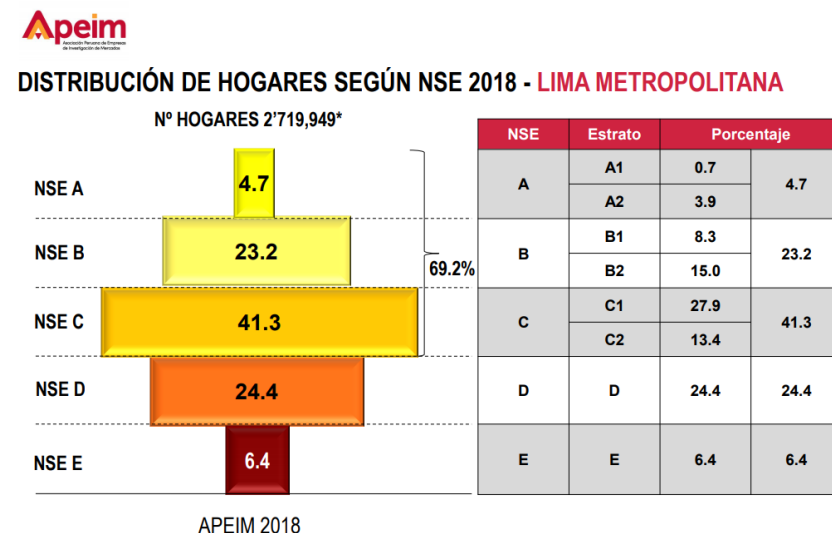 Apeim
Asociación Peruana de Empresas
de Investigación de Mercados
DISTRIBUCIÓN DE HOGARES SEGÚN NSE 2018 - LIMA METROPOLITANA
Nº HOGARES 2’719,949*
NSE A
4.7
NSE B
23.2
69.2%
NSE C
41.3
NSE D
24.4
NSE E
6.4
APEIM 2018
NSE Estrato Porcentaje
A A1 0.7 4.7
A2 3.9
B B1 8.3 23.2
B2 15.0
C C1 27.9 41.3
C2 13.4
D D 24.4 24.4
E E 6.4 6.4